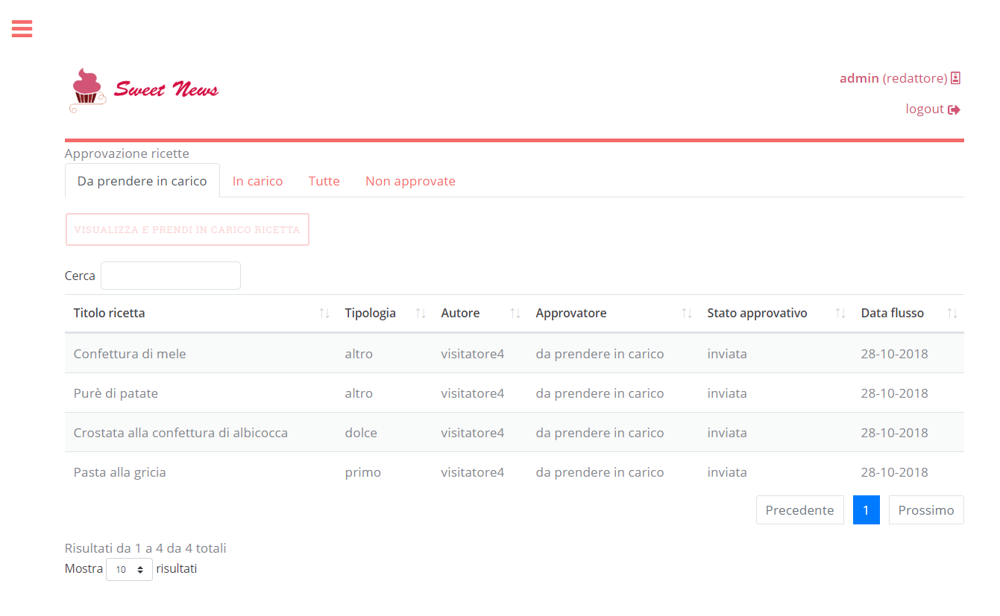 Sweet News
admin (redattore)
logout
Approvazione ricette
Da prendere in carico In carico Tutte Non approvate
VISUALIZZA E PRENDI IN CARICO RICETTA
Cerca
Titolo ricetta Tipologia Autore Approvatore Stato approvativo Data flusso
Confettura di mele altro visitatore4 da prendere in carico inviata 28-10-2018
Purè di patate altro visitatore4 da prendere in carico inviata 28-10-2018
Crostata alla confettura di albicocca dolce visitatore4 da prendere in carico inviata 28-10-2018
Pasta alla gricia primo visitatore4 da prendere in carico inviata 28-10-2018
Precedente 1 Prossimo
Risultati da 1 a 4 da 4 totali
Mostra 10 risultati